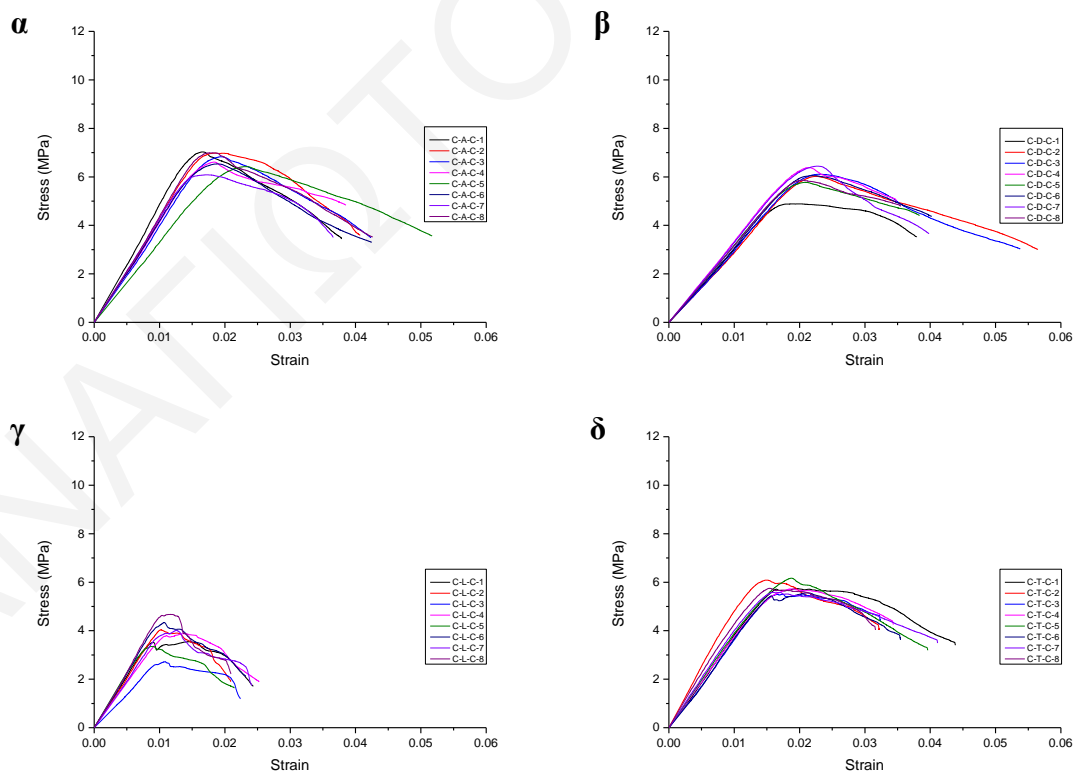 α
12
10
8
6
4
2
0
0.00 0.01 0.02 0.03 0.04 0.05 0.06
Stress (MPa)
Strain
C-A-C-1
C-A-C-2
C-A-C-3
C-A-C-4
C-A-C-5
C-A-C-6
C-A-C-7
C-A-C-8
β
12
10
8
6
4
2
0
0.00 0.01 0.02 0.03 0.04 0.05 0.06
Stress (MPa)
Strain
C-D-C-1
C-D-C-2
C-D-C-3
C-D-C-4
C-D-C-5
C-D-C-6
C-D-C-7
C-D-C-8
γ
12
10
8
6
4
2
0
0.00 0.01 0.02 0.03 0.04 0.05 0.06
Stress (MPa)
Strain
C-L-C-1
C-L-C-2
C-L-C-3
C-L-C-4
C-L-C-5
C-L-C-6
C-L-C-7
C-L-C-8
δ
12
10
8
6
4
2
0
0.00 0.01 0.02 0.03 0.04 0.05 0.06
Stress (MPa)
Strain
C-T-C-1
C-T-C-2
C-T-C-3
C-T-C-4
C-T-C-5
C-T-C-6
C-T-C-7
C-T-C-8